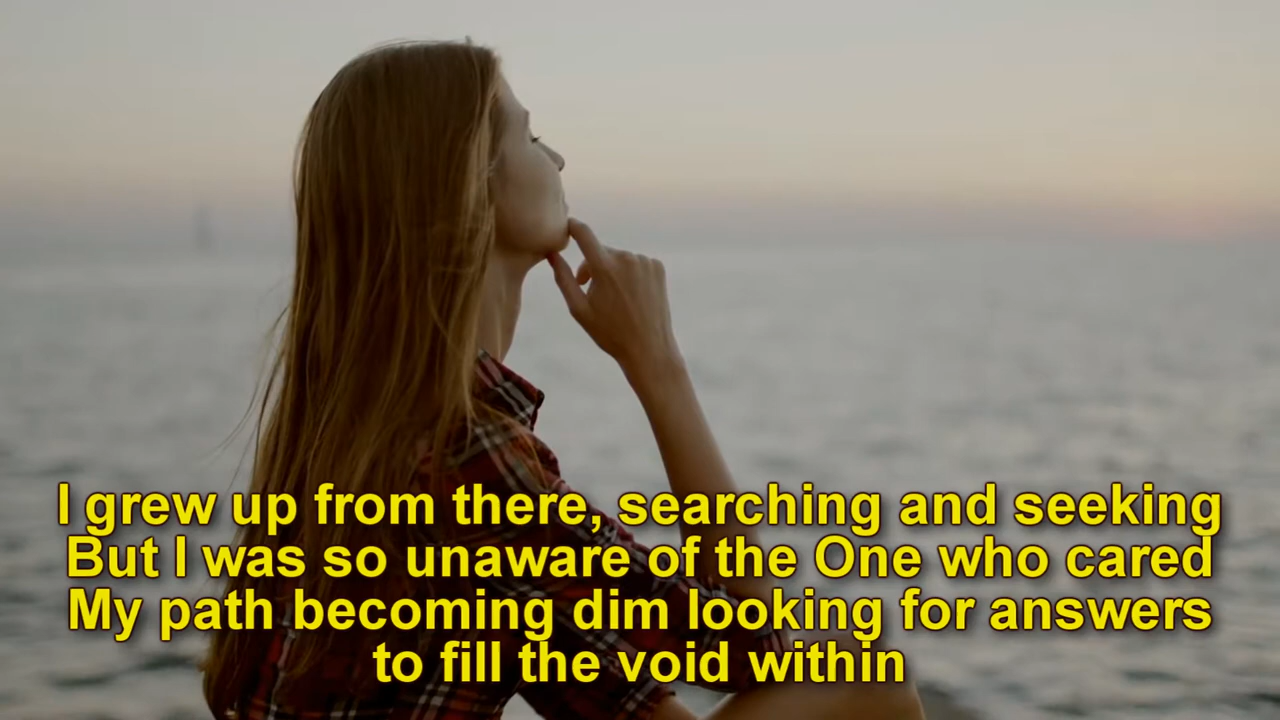 I grew up from there, searching and seeking
But I was so unaware of the One who cared
My path becoming dim looking for answers
to fill the void within